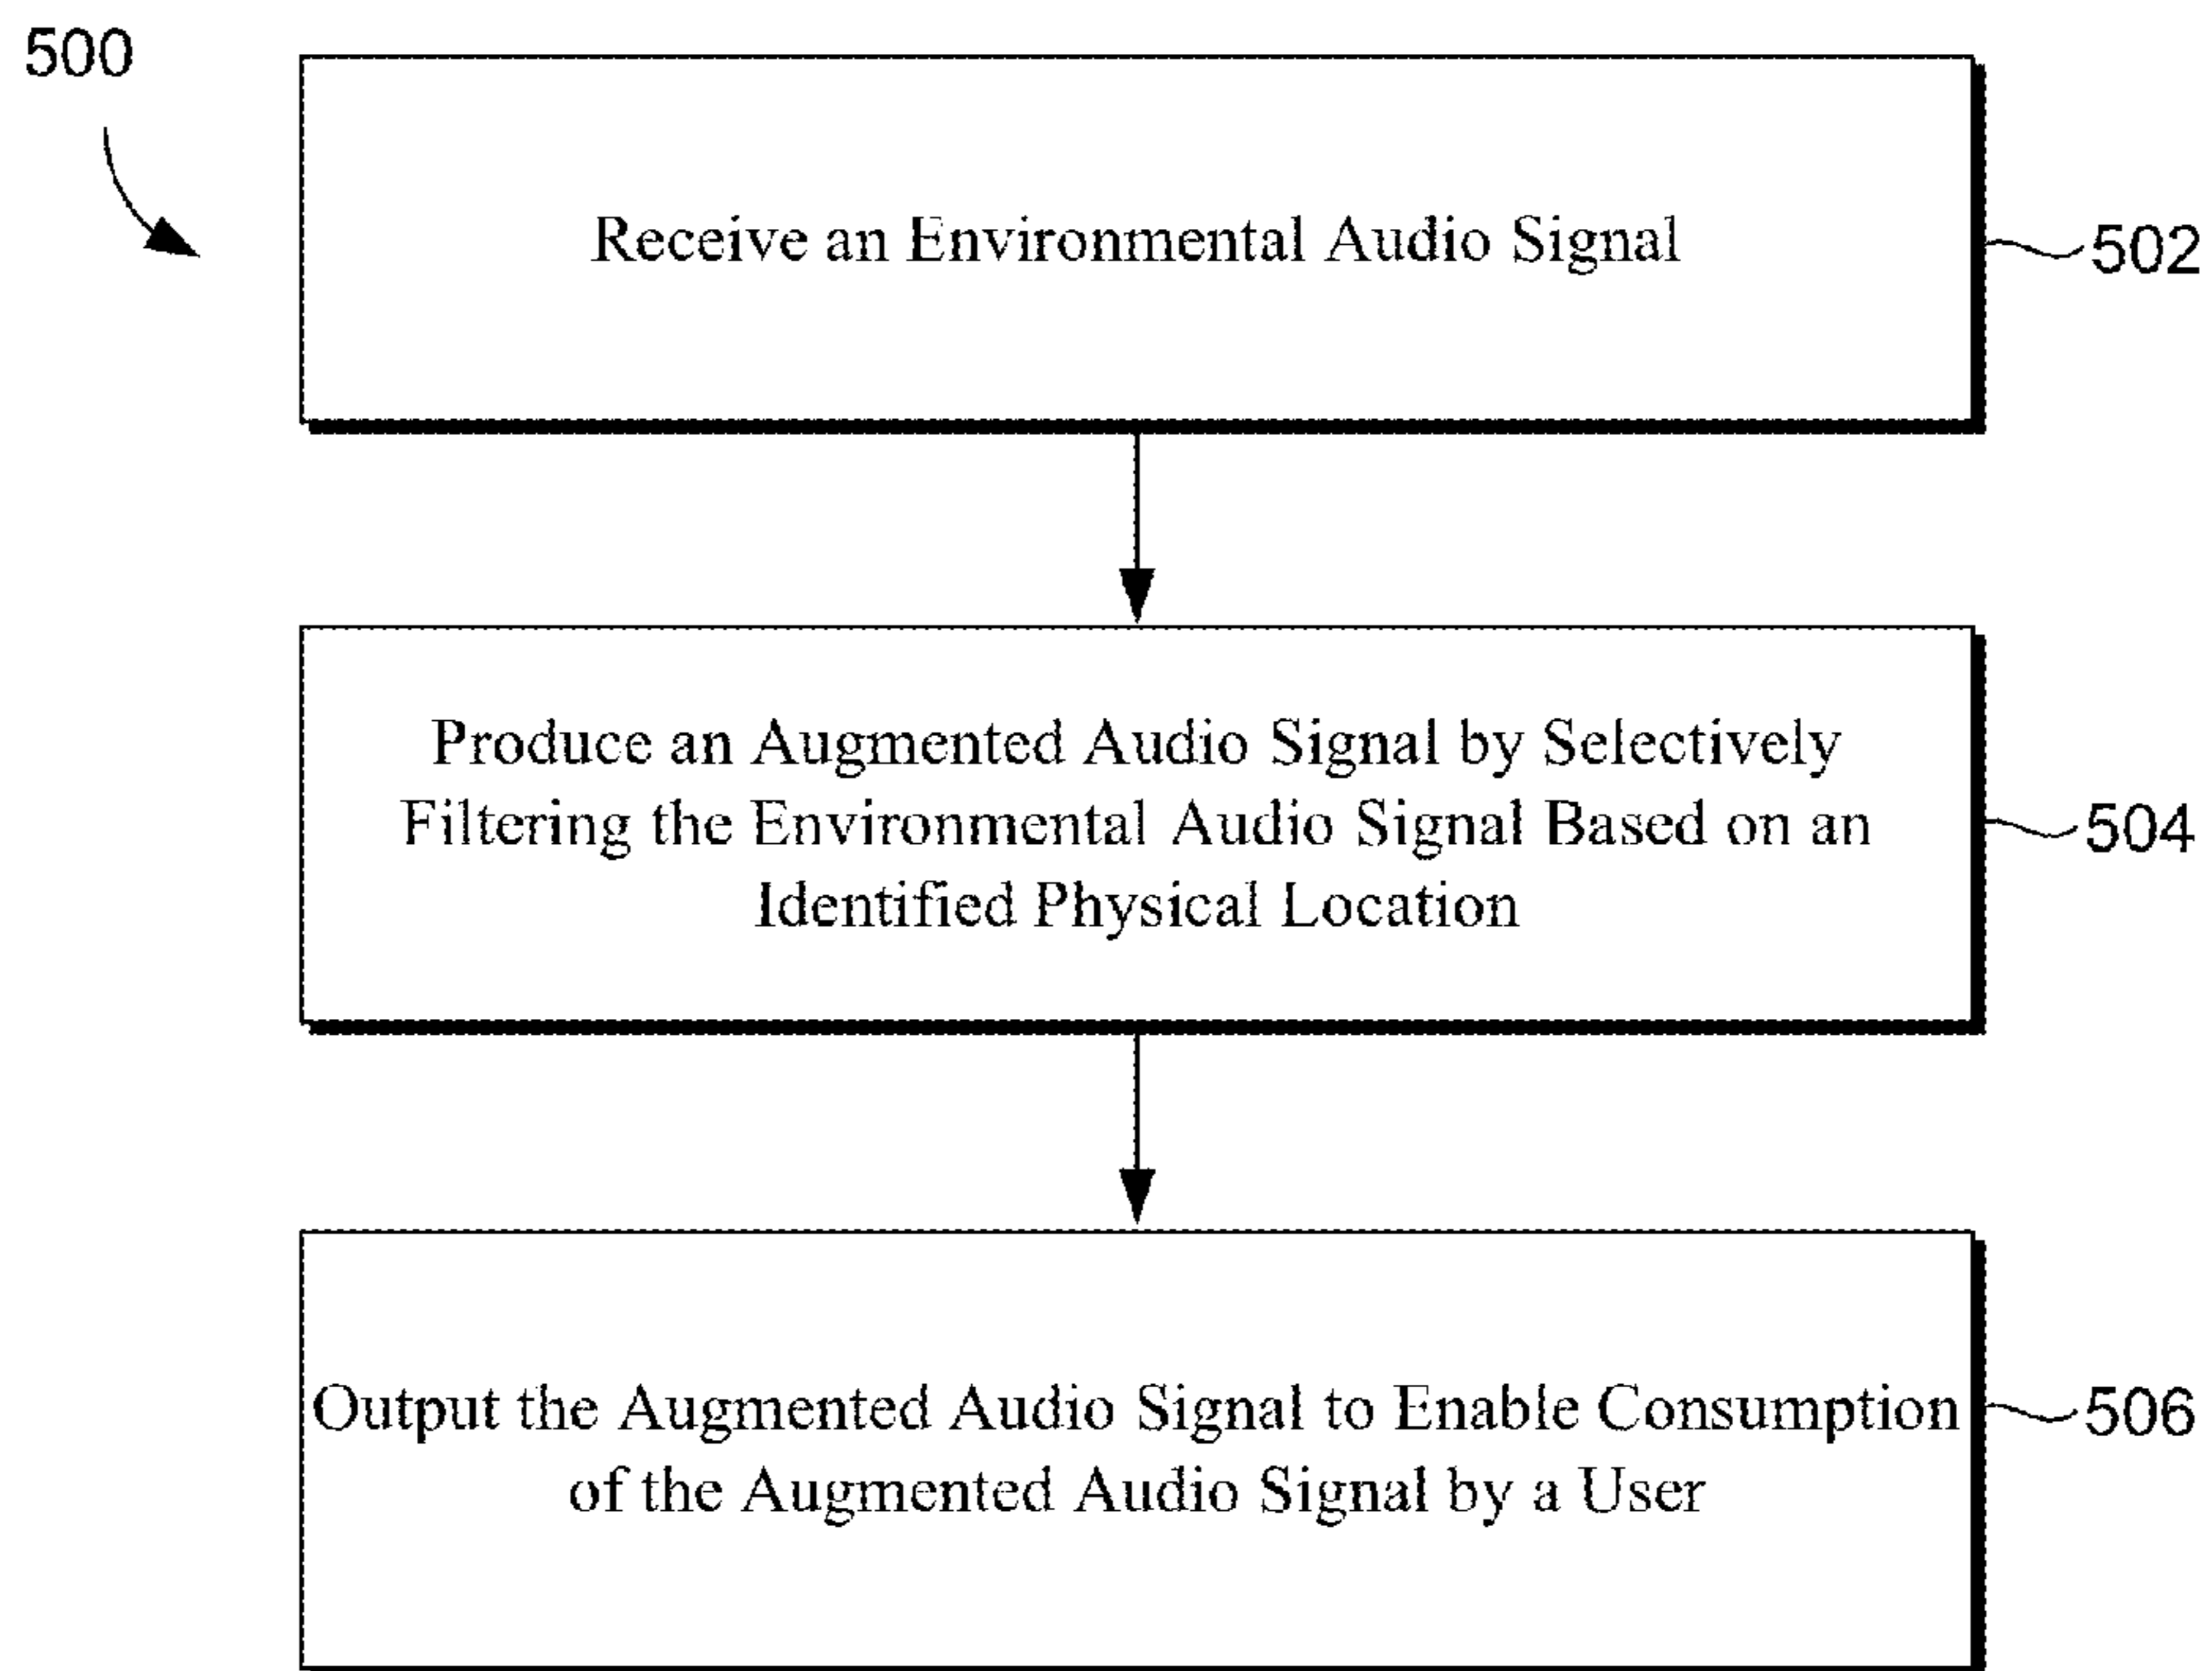 500
Receive an Environmental Audio Signal
502
Produce an Augmented Audio Signal by Selectively
Filtering the Environmental Audio Signal Based on an
Identified Physical Location
504
Output the Augmented Audio Signal to Enable Consumption
of the Augmented Audio Signal by a User
506